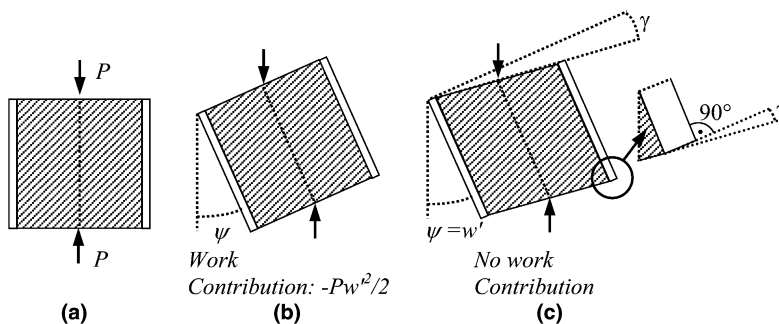 P
P
(a)
ψ
Work
Contribution: -Pw'²/2
(b)
γ
90°
γ
ψ =w'
No work
Contribution
(c)